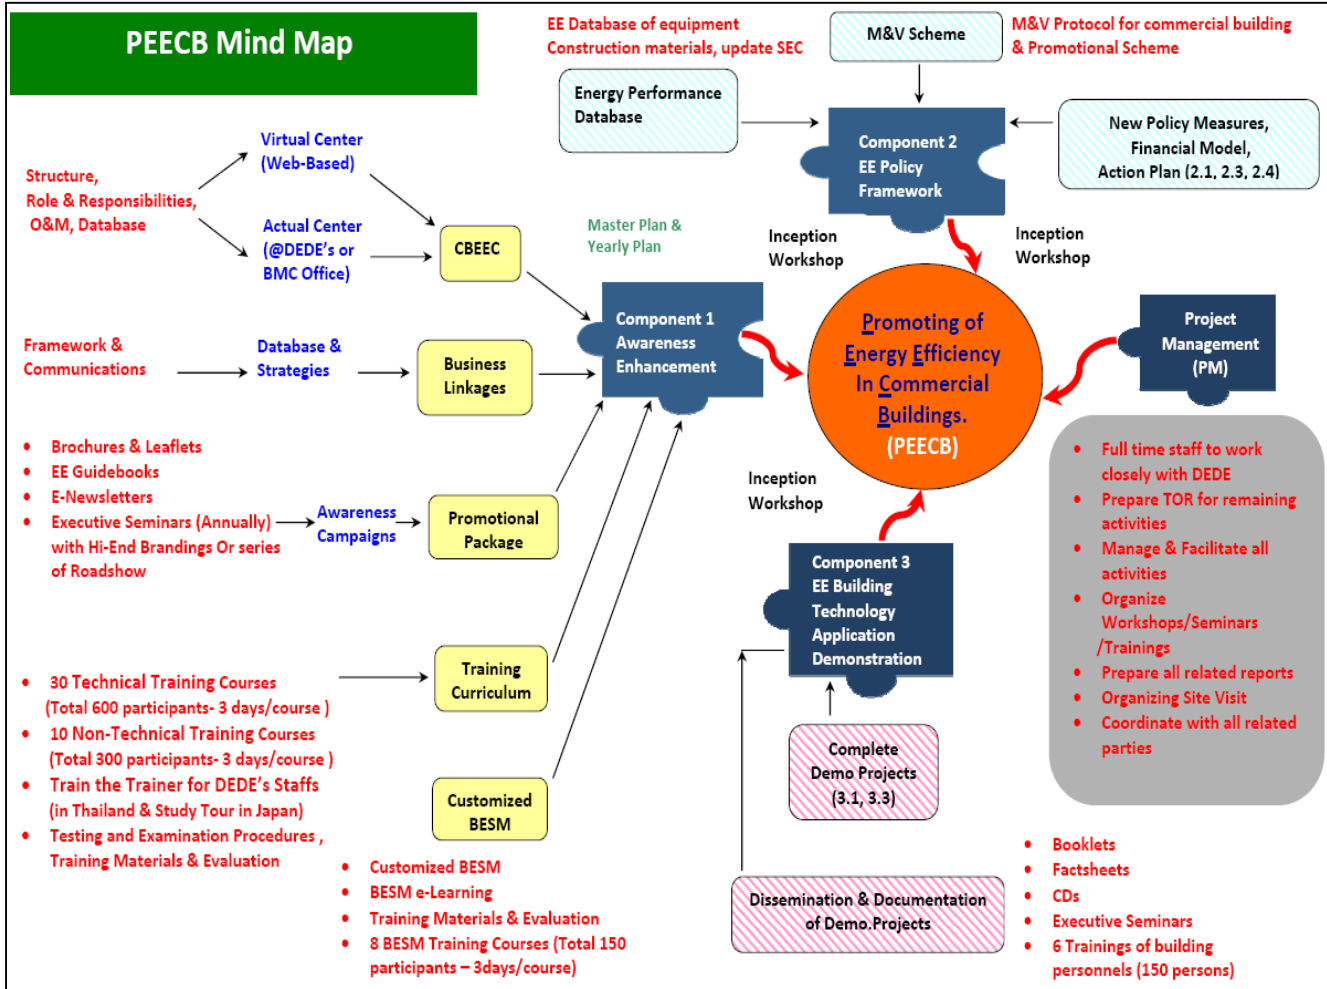 PEECB Mind Map
EE Database of equipment
Construction materials, update SEC
M&V Scheme
M&V Protocol for commercial building
& Promotional Scheme
Energy Performance
Database
Component 2
EE Policy
Framework
New Policy Measures,
Financial Model,
Action Plan (2.1, 2.3, 2.4)
Structure,
Role & Responsibilities,
O&M, Database
Virtual Center
(Web-Based)
Actual Center
(@DEDE's or
BMC Office)
CBEEC
Master Plan &
Yearly Plan
Inception
Workshop
Inception
Workshop
Framework &
Communications
Database &
Strategies
Business
Linkages
Component 1
Awareness
Enhancement
Promoting of
Energy Efficiency
In Commercial
Buildings.
(PEECB)
Project
Management
(PM)
• Brochures & Leaflets
• EE Guidebooks
• E-Newsletters
• Executive Seminars (Annually)
with Hi-End Brandings Or series
of Roadshow
Awareness
Campaigns
Promotional
Package
Inception
Workshop
• Full time staff to work
closely with DEDE
• Prepare TOR for remaining
activities
• Manage & Facilitate all
activities
• Organize
Workshops/Seminars
/Trainings
• Prepare all related reports
• Organizing Site Visit
• Coordinate with all related
parties
Component 3
EE Building
Technology
Application
Demonstration
• 30 Technical Training Courses
(Total 600 participants- 3 days/course )
• 10 Non-Technical Training Courses
(Total 300 participants- 3 days/course )
• Train the Trainer for DEDE's Staffs
(in Thailand & Study Tour in Japan)
• Testing and Examination Procedures ,
Training Materials & Evaluation
Training
Curriculum
Customized
BESM
Complete
Demo Projects
(3.1, 3.3)
• Customized BESM
• BESM e-Learning
• Training Materials & Evaluation
• 8 BESM Training Courses (Total 150
participants – 3days/course)
Dissemination & Documentation
of Demo.Projects
• Booklets
• Factsheets
• CDs
• Executive Seminars
• 6 Trainings of building
personnels (150 persons)